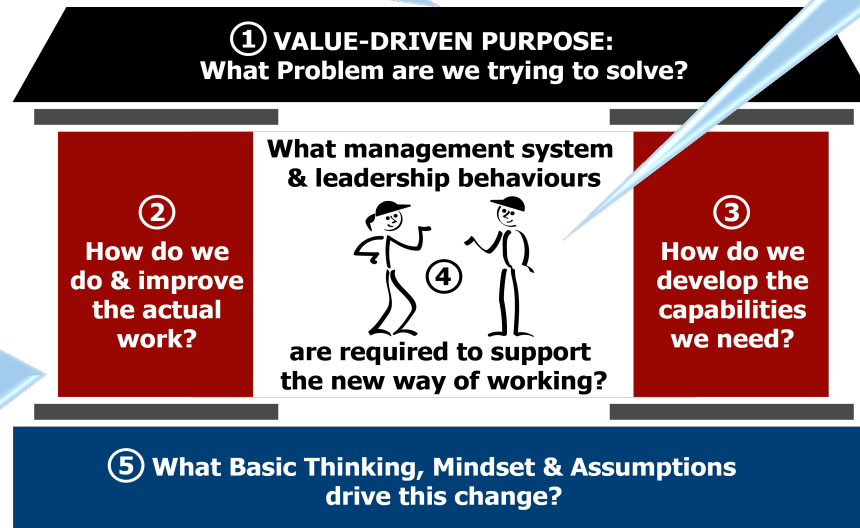 ① VALUE-DRIVEN PURPOSE:
What Problem are we trying to solve?
②
How do we
do & improve
the actual
work?
What management system
& leadership behaviours
④
are required to support
the new way of working?
③
How do we
develop the
capabilities
we need?
⑤ What Basic Thinking, Mindset & Assumptions
drive this change?